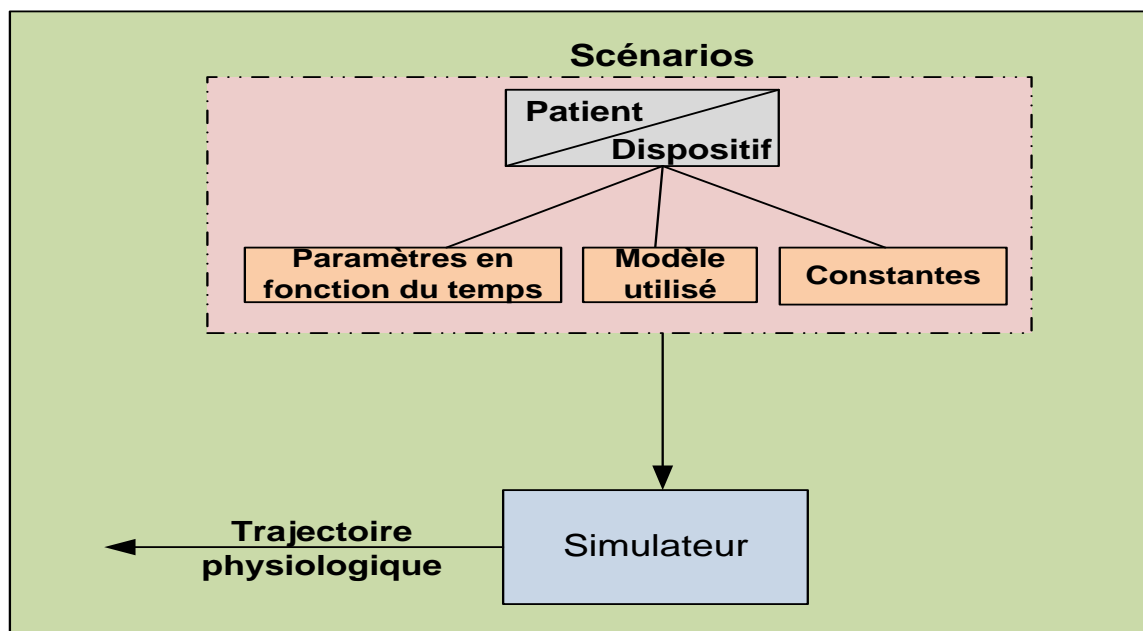 Scénarios
Patient
Dispositif
Paramètres en
fonction du temps
Modèle
utilisé
Constantes
Trajectoire
physiologique
Simulateur